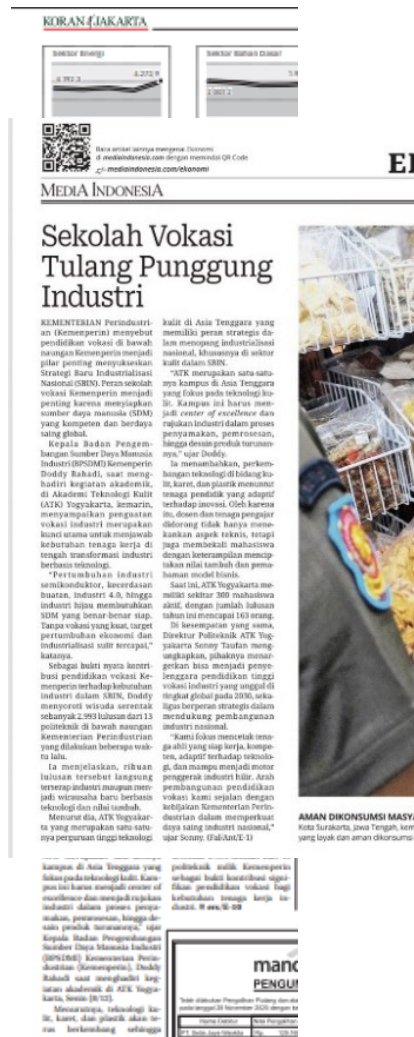 KORAN JAKARTA
Sektor Energi
Sektor Bahan Dasar
4.272,9
Baca artikel lainnya mengenai Ekonomi
di mediaindonesia.com dengan memindai QR Code
mediaindonesia.com/ekonomi
MEDIA INDONESIA
Sekolah Vokasi
Tulang Punggung
Industri
KEMENTERIAN Perindustri-
an (Kemenperin) menyebut
pendidikan vokasi di bawah
naungan Kemenperin menjadi
pilar penting menyukseskan
Strategi Baru Industrialisasi
Nasional (SBIN). Peran sekolah
vokasi Kemenperin menjadi
penting karena menyiapkan
sumber daya manusia (SDM)
yang kompeten dan berdaya
saing global.
Kepala Badan Pengem-
bangan Sumber Daya Manusia
Industri (BPSDMI) Kemenperin
Doddy Rahadi, saat meng-
hadiri kegiatan akademik,
di Akademi Teknologi Kulit
(ATK) Yogyakarta, kemarin,
menyampaikan penguatan
vokasi industri merupakan
kunci utama untuk menjawab
kebutuhan tenaga kerja di
tengah transformasi industri
berbasis teknologi.
"Pertumbuhan industri
semikonduktor, kecerdasan
buatan, industri 4.0, hingga
industri hijau membutuhkan
SDM yang benar-benar siap.
Tanpa vokasi yang kuat, target
pertumbuhan ekonomi dan
industrialisasi sulit tercapai,"
katanya.
Sebagai bukti nyata kontri-
busi pendidikan vokasi Ke-
menperin terhadap kebutuhan
industri dalam SBIN, Doddy
menyoroti wisuda serentak
sebanyak 2.993 lulusan dari 13
politeknik di bawah naungan
Kementerian Perindustrian
yang dilakukan beberapa wak-
tu lalu.
Ia menjelaskan, ribuan
lulusan tersebut langsung
terserap industri maupun men-
jadi wirausaha baru berbasis
teknologi dan nilai tambah.
Menurut dia, ATK Yogyakar-
ta yang merupakan satu-satu-
nya perguruan tinggi teknologi
kulit di Asia Tenggara yang
memiliki peran strategis da-
lam menopang industrialisasi
nasional, khususnya di sektor
kulit dalam SBIN.
"ATK merupakan satu-satu-
nya kampus di Asia Tenggara
yang fokus pada teknologi ku-
lit. Kampus ini harus men-
jadi center of excellence dan
rujukan industri dalam proses
penyamakan, pemrosesan,
hingga desain produk turunan-
nya," ujar Doddy.
Ia menambahkan, perkem-
bangan teknologi di bidang ku-
lit, karet, dan plastik menuntut
tenaga pendidik yang adaptif
terhadap inovasi. Oleh karena
itu, dosen dan tenaga pengajar
didorong tidak hanya mene-
kankan aspek teknis, tetapi
juga membekali mahasiswa
dengan keterampilan mencip-
takan nilai tambah dan pema-
haman model bisnis.
Saat ini, ATK Yogyakarta me-
miliki sekitar 300 mahasiswa
aktif, dengan jumlah lulusan
tahun ini mencapai 163 orang.
Di kesempatan yang sama,
Direktur Politeknik ATK Yog-
yakarta Sonny Taufan meng-
ungkapkan, pihaknya menar-
getkan bisa menjadi penye-
lenggara pendidikan tinggi
vokasi industri yang unggul di
tingkat global pada 2030, seka-
ligus berperan strategis dalam
mendukung pembangunan
industri nasional.
"Kami fokus mencetak tena-
ga ahli yang siap kerja, kompe-
ten, adaptif terhadap teknolo-
gi, dan mampu menjadi motor
penggerak industri hilir. Arah
pembangunan pendidikan
vokasi kami sejalan dengan
kebijakan Kementerian Perin-
dustrian dalam memperkuat
daya saing industri nasional,"
ujar Sonny. (Fal/Ant/E-1)
AMAN DIKONSUMSI MASYA
Kota Surakarta, Jawa Tengah, kem
yang layak dan aman dikonsumsi
kampus di Asia Tenggara yang
fokus pada teknologi kulit. Kam-
pus ini harus menjadi center of
excellence dan menjadi rujukan
industri dalam proses penya-
makan, pemrosesan, hingga de-
sain produk turunannya," ujar
Kepala Badan Pengembangan
Sumber Daya Manusia Industri
(BPSDMI) Kementerian Perin-
dustrian (Kemenperin), Doddy
Rahadi saat menghadiri keg-
iatan akademik di ATK Yogya-
karta, Senin (8/12).
Menurutnya, teknologi ku-
lit, karet, dan plastik akan te-
rus berkembang sehingga
politeknik milik Kemenperin
sebagai bukti kontribusi signi-
fikan pendidikan vokasi bagi
kebutuhan tenaga kerja in-
dustri.
mand
PENGU